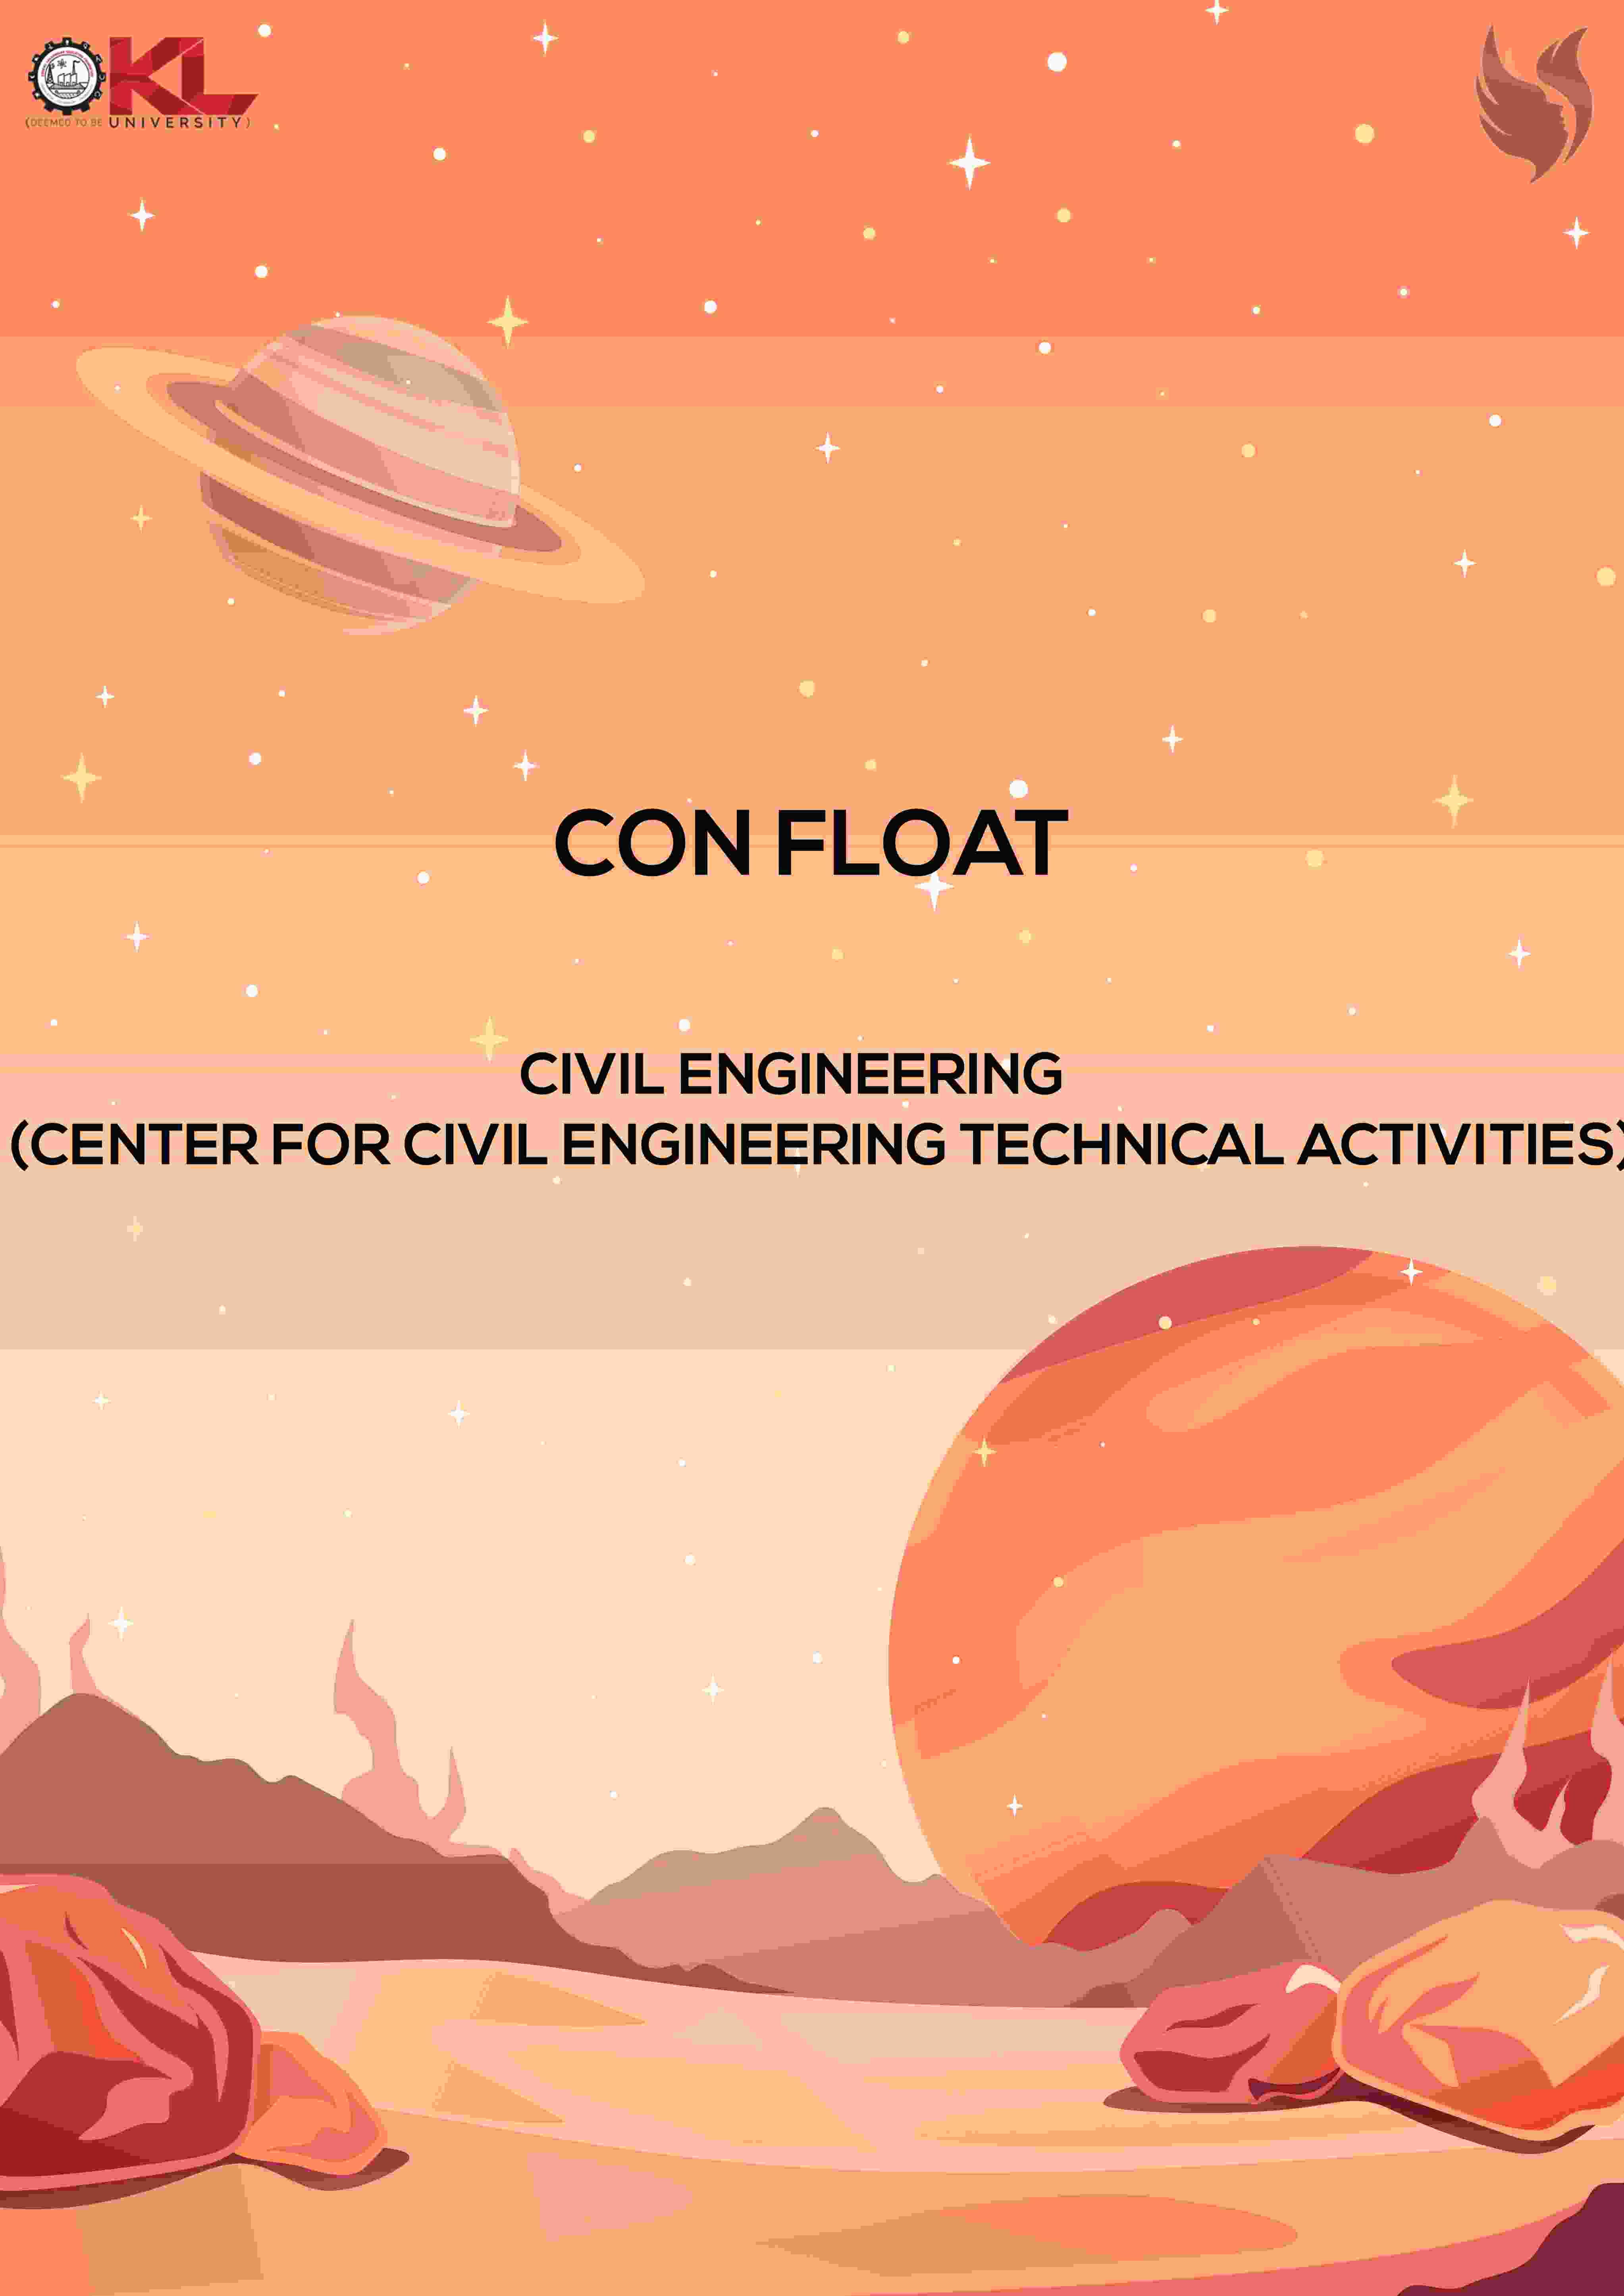 KL
(DEEMED TO BE UNIVERSITY)
CON FLOAT
CIVIL ENGINEERING
(CENTER FOR CIVIL ENGINEERING TECHNICAL ACTIVITIES)